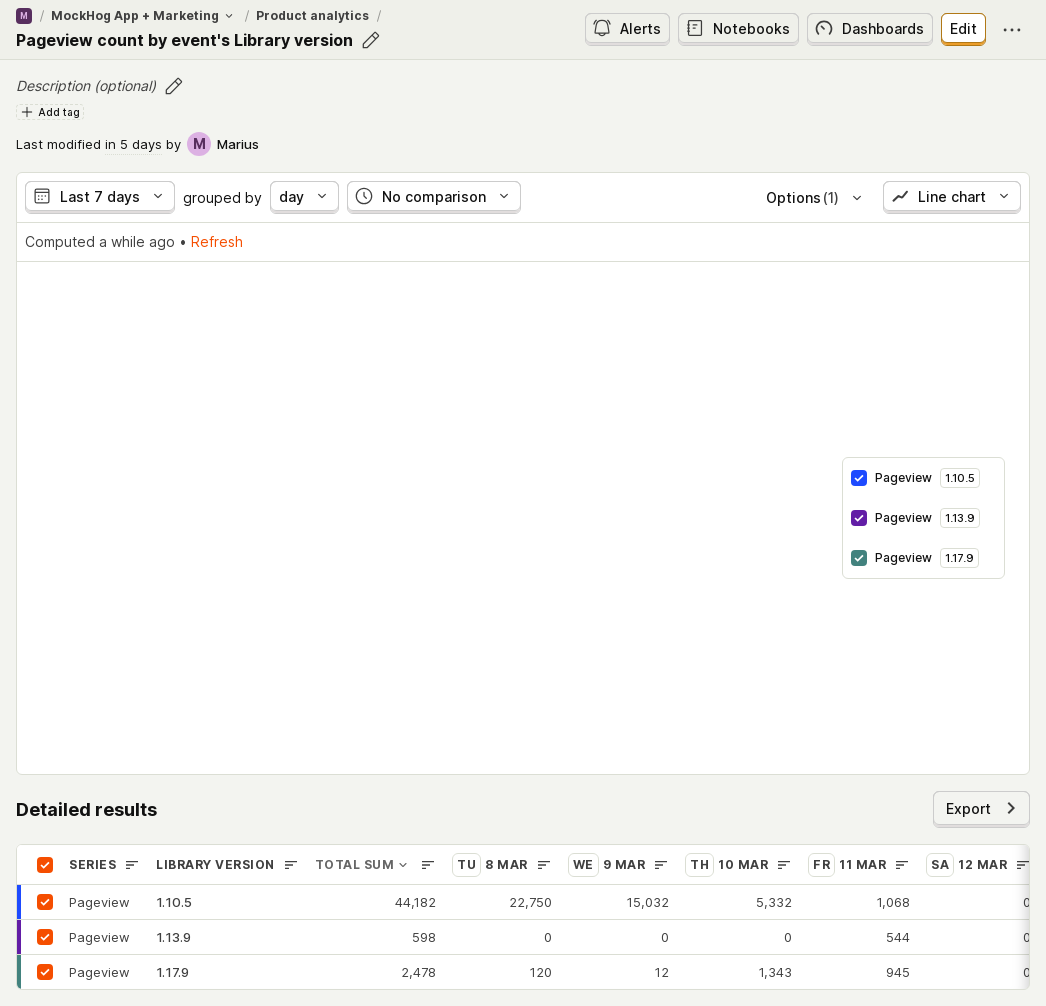 M / MockHog App + Marketing / Product analytics /
Pageview count by event's Library version
Alerts Notebooks Dashboards Edit
Description (optional)
Add tag
Last modified in 5 days by M Marius
Last 7 days grouped by day No comparison Options (1) Line chart
Computed a while ago • Refresh
Pageview 1.10.5
Pageview 1.13.9
Pageview 1.17.9
Detailed results Export
SERIES LIBRARY VERSION TOTAL SUM TU 8 MAR WE 9 MAR TH 10 MAR FR 11 MAR SA 12 MAR
Pageview 1.10.5 44,182 22,750 15,032 5,332 1,068 0
Pageview 1.13.9 598 0 0 0 544 0
Pageview 1.17.9 2,478 120 12 1,343 945 0